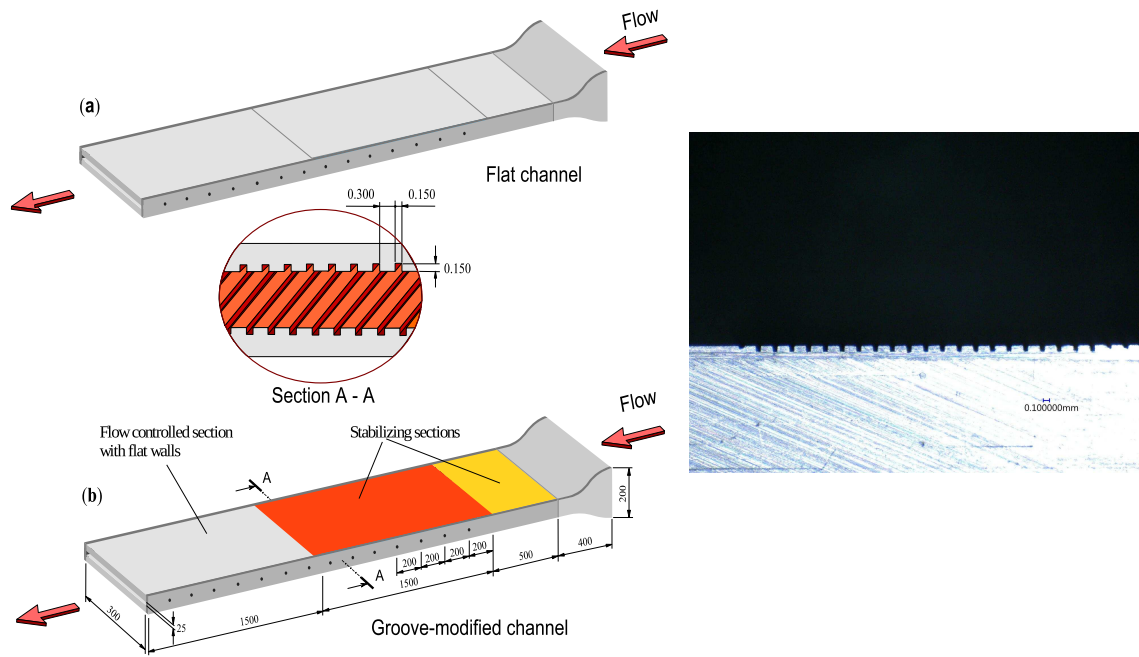 Flow
(a)
Flat channel
0.300
0.150
0.150
Section A - A
0.100000mm
Flow
Flow controlled section
with flat walls
Stabilizing sections
A
(b)
200
200
200
200
200
400
500
A
1500
1500
300
25
Groove-modified channel